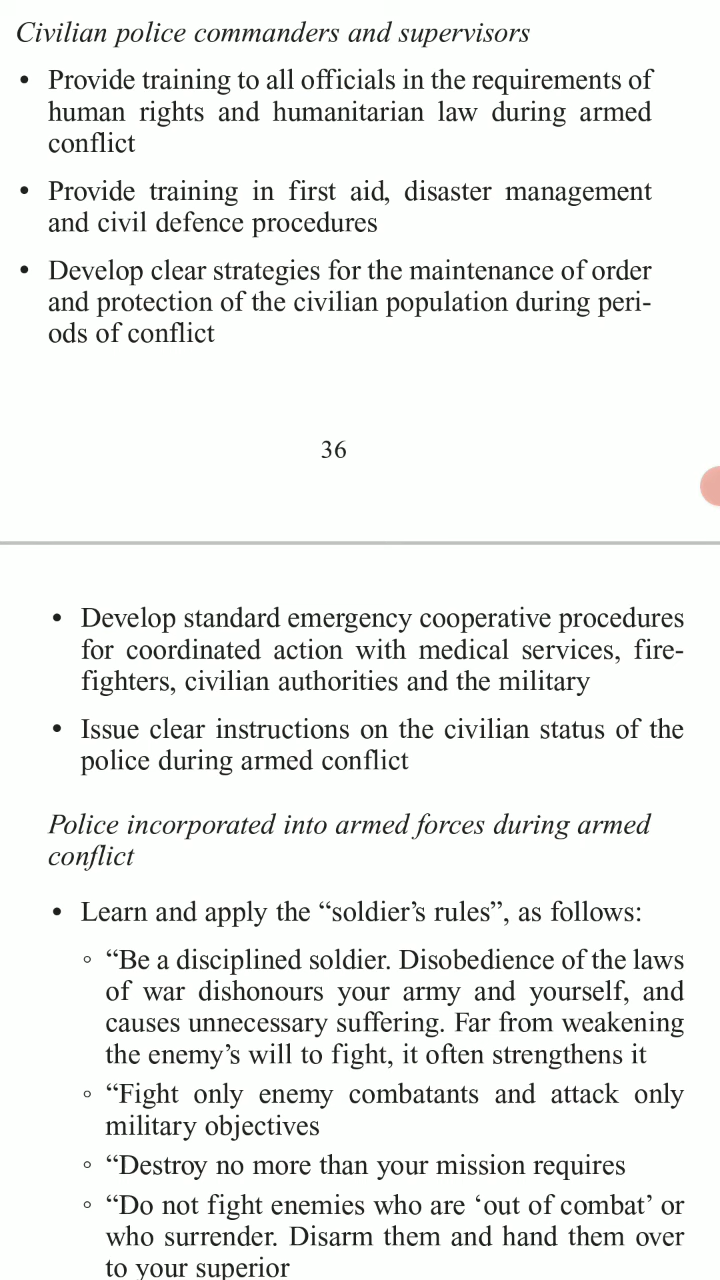 Civilian police commanders and supervisors
• Provide training to all officials in the requirements of
human rights and humanitarian law during armed
conflict
• Provide training in first aid, disaster management
and civil defence procedures
• Develop clear strategies for the maintenance of order
and protection of the civilian population during peri-
ods of conflict
36
• Develop standard emergency cooperative procedures
for coordinated action with medical services, fire-
fighters, civilian authorities and the military
• Issue clear instructions on the civilian status of the
police during armed conflict
Police incorporated into armed forces during armed
conflict
• Learn and apply the “soldier’s rules”, as follows:
◦ “Be a disciplined soldier. Disobedience of the laws
of war dishonours your army and yourself, and
causes unnecessary suffering. Far from weakening
the enemy’s will to fight, it often strengthens it
◦ “Fight only enemy combatants and attack only
military objectives
◦ “Destroy no more than your mission requires
◦ “Do not fight enemies who are ‘out of combat’ or
who surrender. Disarm them and hand them over
to your superior